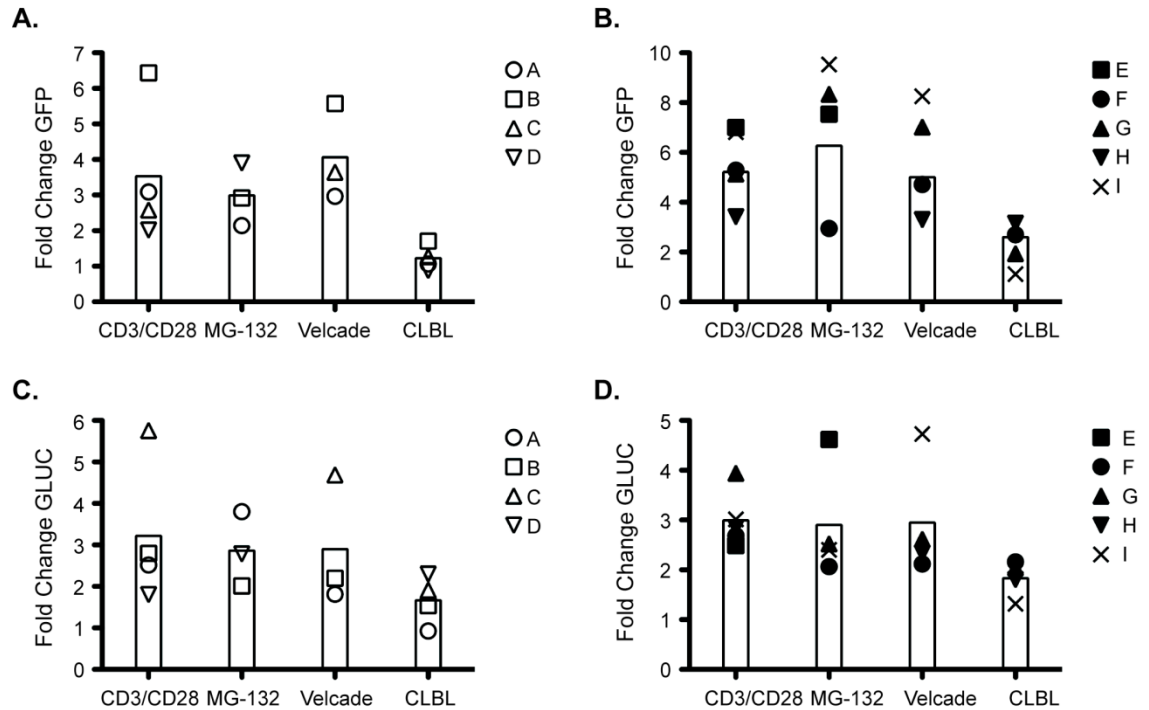 A.
Fold Change GFP
7
6
5
4
3
2
1
0
CD3/CD28 MG-132 Velcade CLBL
A
B
C
D
B.
Fold Change GFP
10
8
6
4
2
0
CD3/CD28 MG-132 Velcade CLBL
E
F
G
H
I
C.
Fold Change GLUC
6
5
4
3
2
1
0
CD3/CD28 MG-132 Velcade CLBL
A
B
C
D
D.
Fold Change GLUC
5
4
3
2
1
0
CD3/CD28 MG-132 Velcade CLBL
E
F
G
H
I